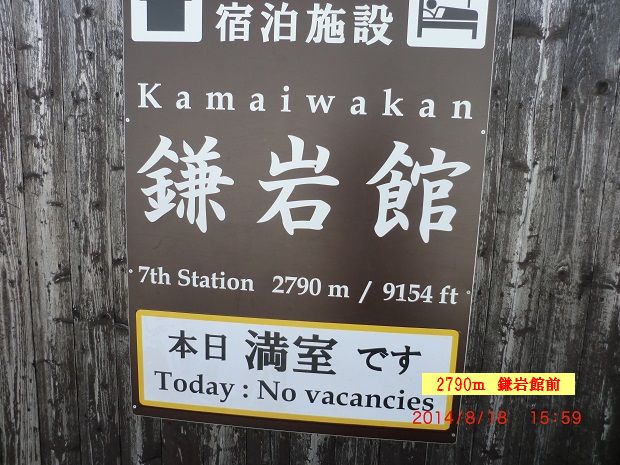 宿泊施設
Kamaiwakan
鎌岩館
7th Station 2790 m / 9154 ft
本日 満室 です
Today : No vacancies
2790m 鎌岩館前
2014/8/18 15:59